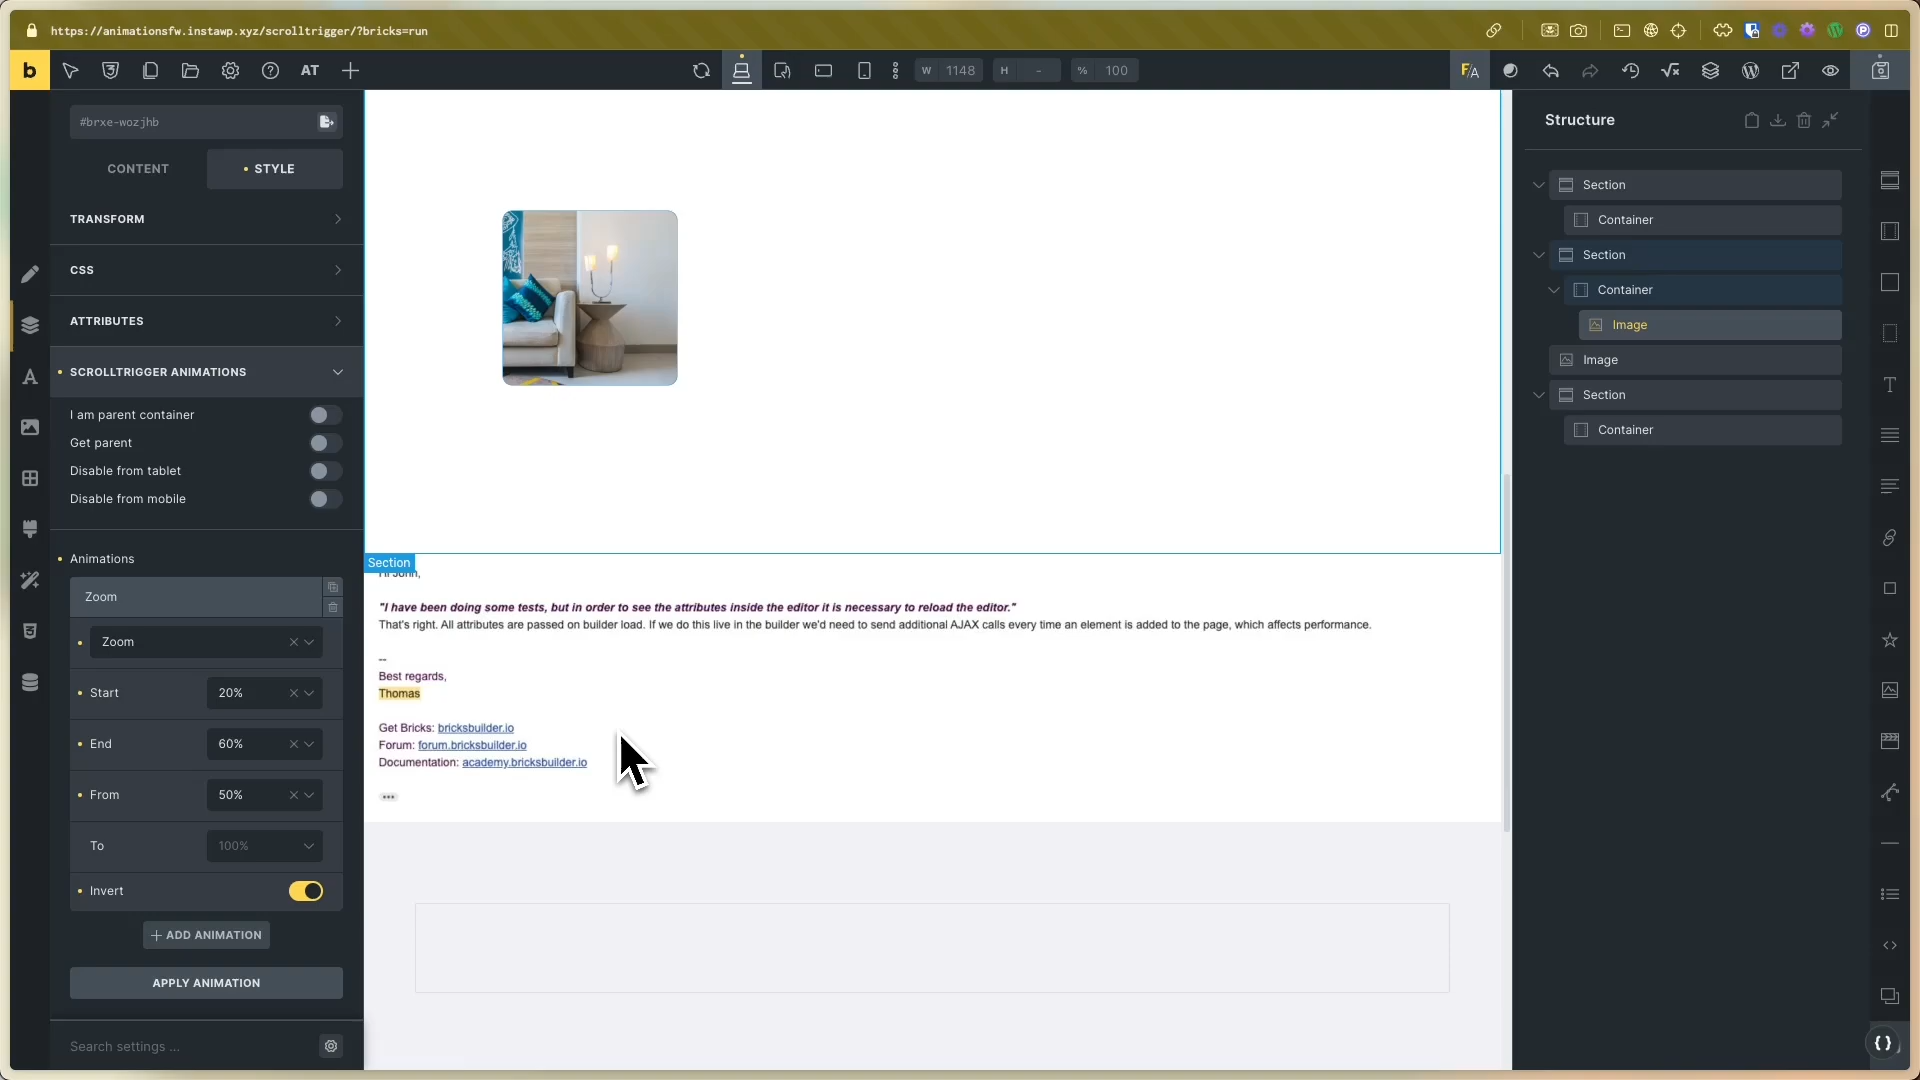 https://animationsfw.instawp.xyz/scrolltrigger/?bricks=run
b
AT
W 1148
H -
% 100
F/A
#brxe-wozjhb
CONTENT
STYLE
TRANSFORM
CSS
ATTRIBUTES
SCROLLTRIGGER ANIMATIONS
I am parent container
Get parent
Disable from tablet
Disable from mobile
Animations
Zoom
Zoom
Start 20%
End 60%
From 50%
To 100%
Invert
ADD ANIMATION
APPLY ANIMATION
Search settings ...
Section
Hi John,
"I have been doing some tests, but in order to see the attributes inside the editor it is necessary to reload the editor."
That's right. All attributes are passed on builder load. If we do this live in the builder we'd need to send additional AJAX calls every time an element is added to the page, which affects performance.
--
Best regards,
Thomas
Get Bricks: bricksbuilder.io
Forum: forum.bricksbuilder.io
Documentation: academy.bricksbuilder.io
Structure
Section
Container
Section
Container
Image
Image
Section
Container